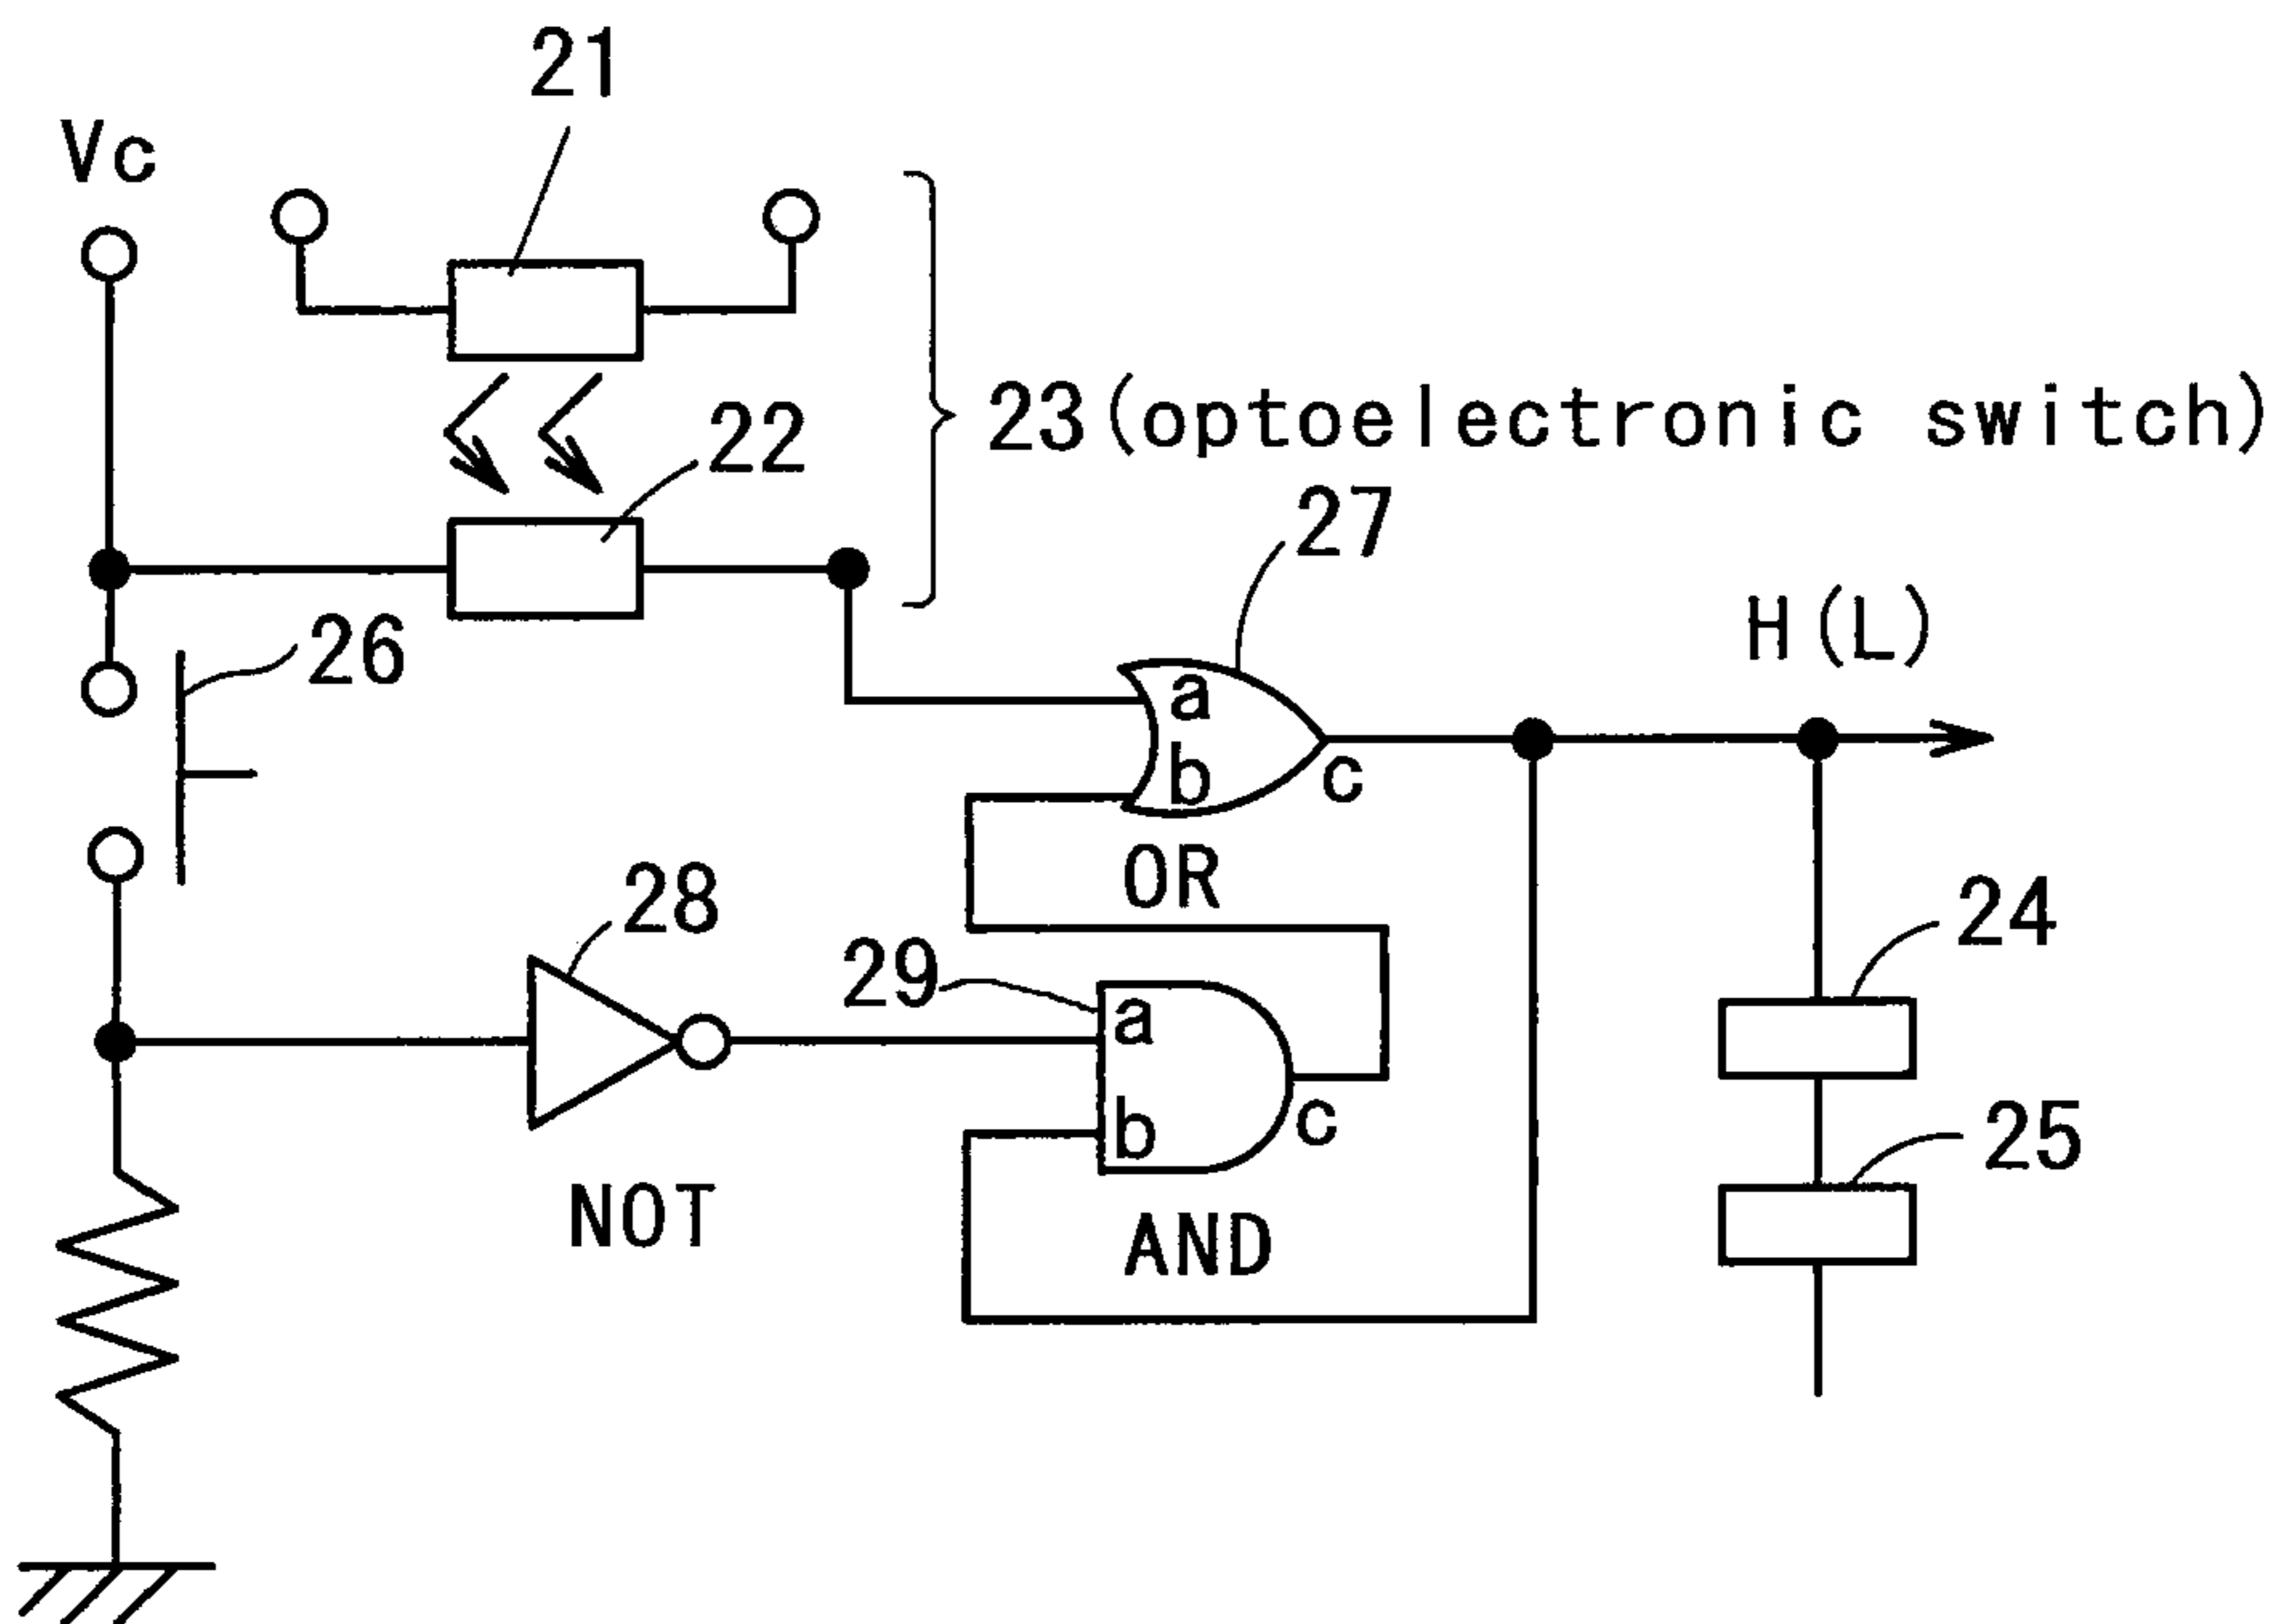 21
Vc
23(optoelectronic switch)
22
27
26
H(L)
a
b
c
OR
28
24
29
a
b
c
25
NOT
AND